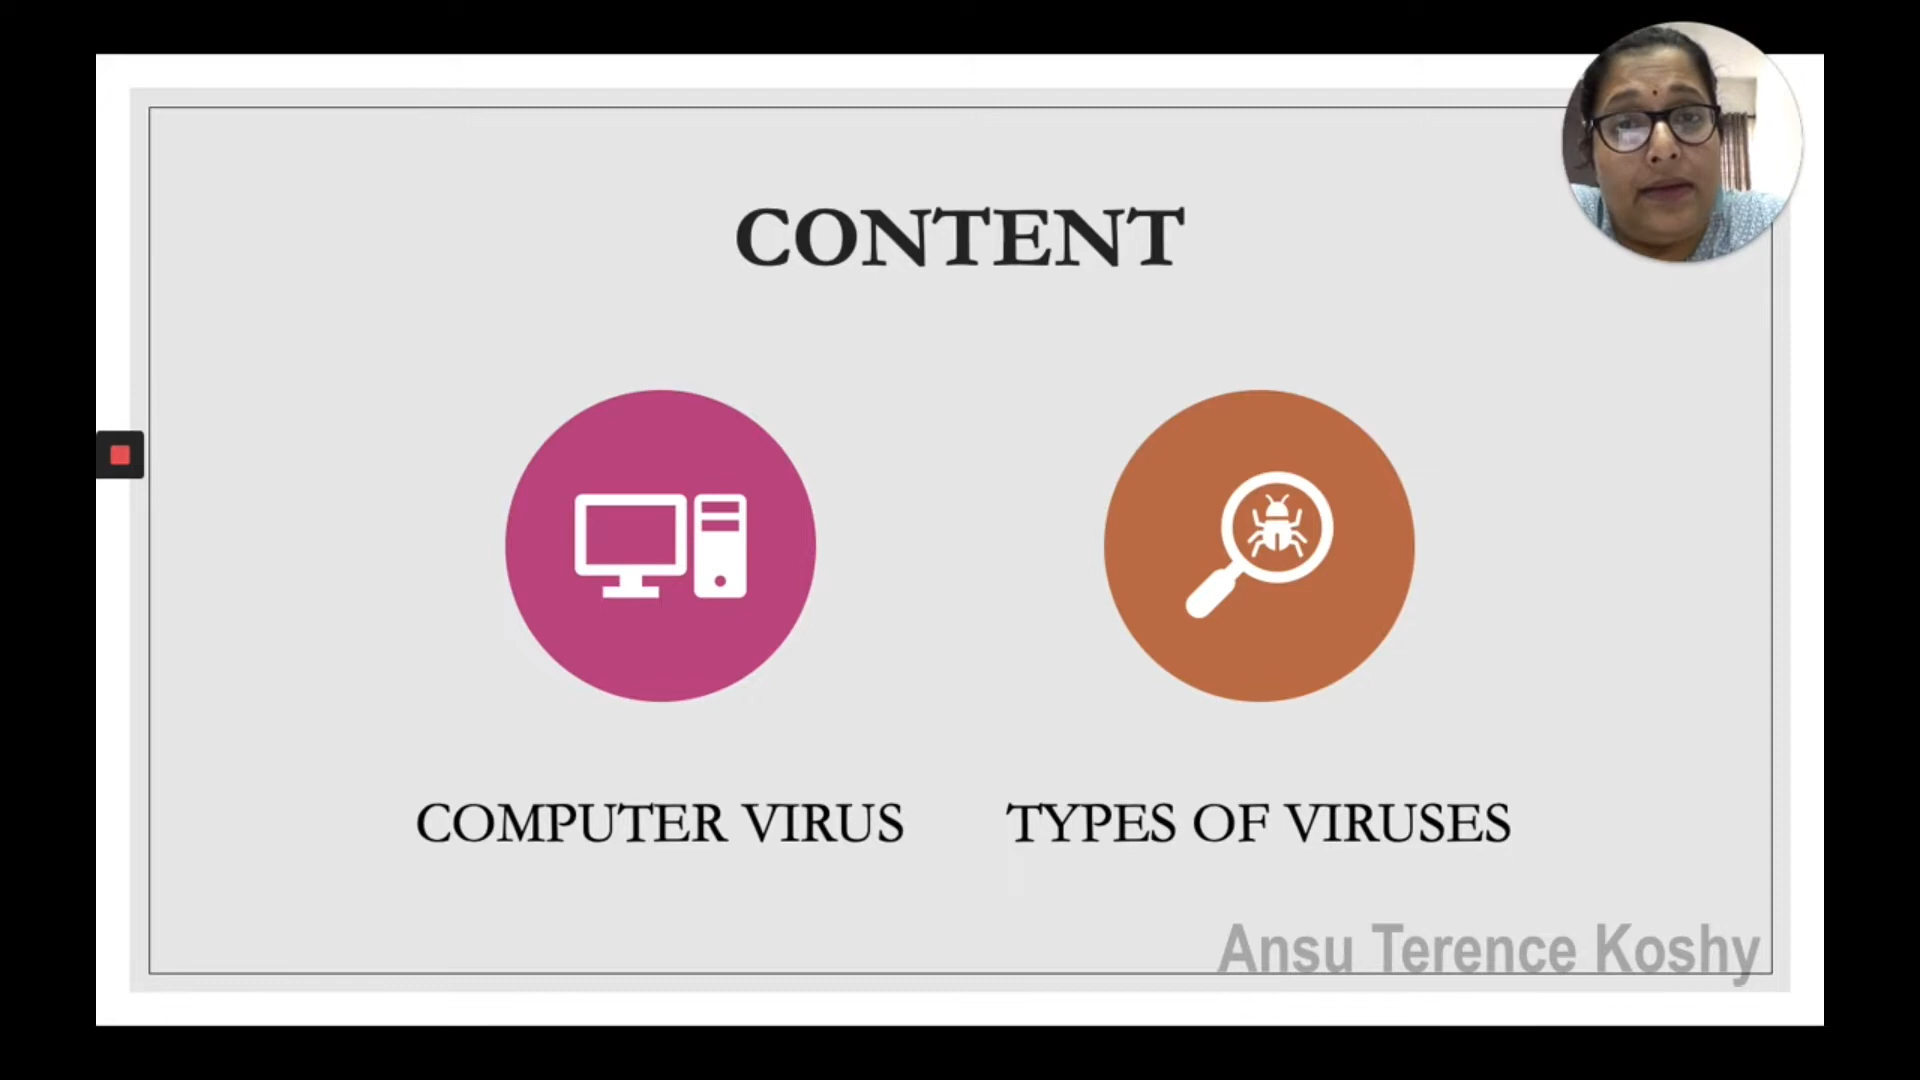 CONTENT
COMPUTER VIRUS
TYPES OF VIRUSES
Ansu Terence Koshy